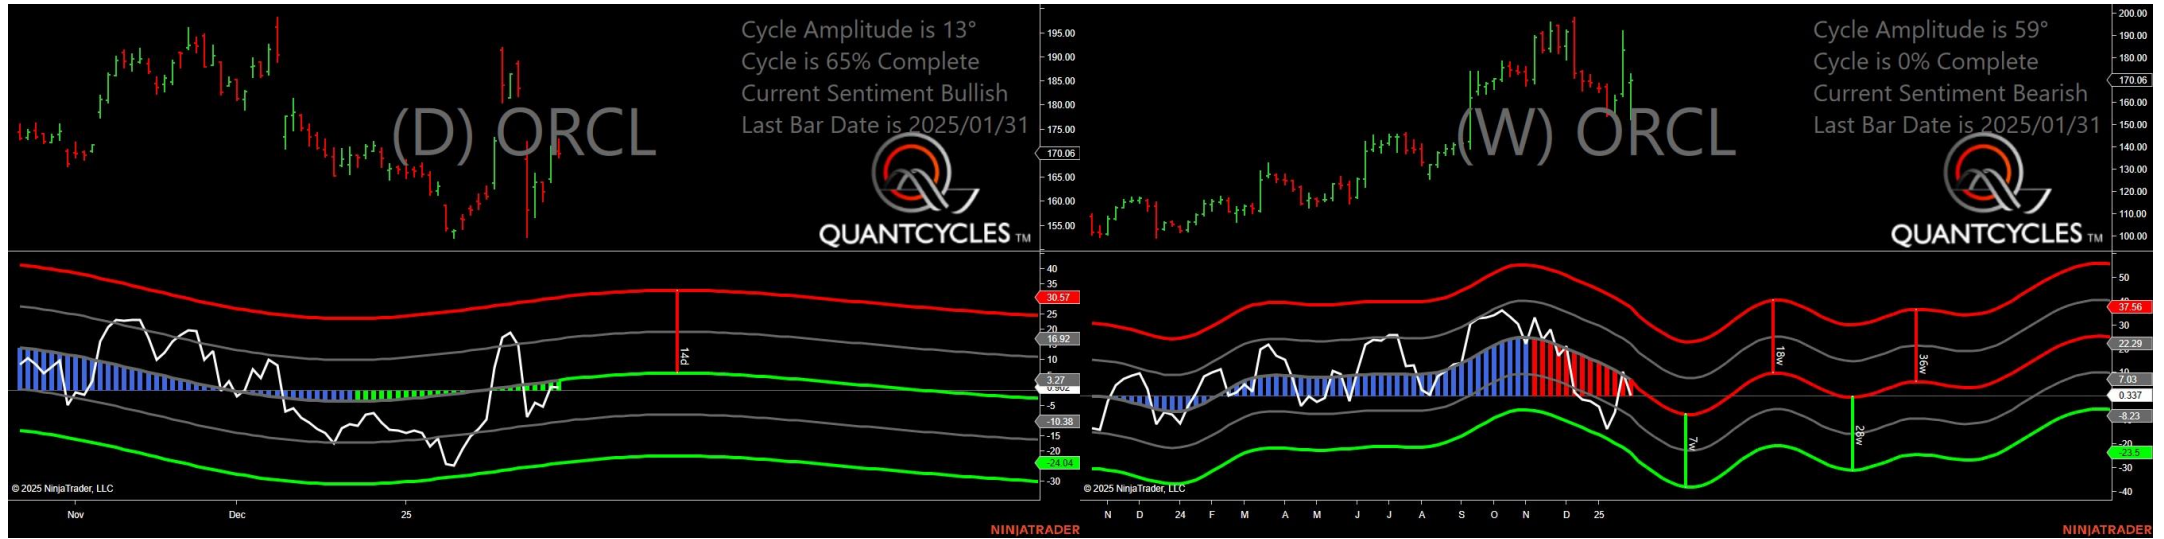 Cycle Amplitude is 13°
Cycle is 65% Complete
Current Sentiment Bullish
Last Bar Date is 2025/01/31
(D) ORCL
QUANTCYCLES TM
195.00
190.00
185.00
180.00
175.00
170.06
165.00
160.00
155.00
40
35
30.57
25
20
16.92
10
3.27
0.902
-5
-10.38
-15
-20
-24.04
-30
14d
© 2025 NinjaTrader, LLC
Nov Dec 25
NINJATRADER
Cycle Amplitude is 59°
Cycle is 0% Complete
Current Sentiment Bearish
Last Bar Date is 2025/01/31
(W) ORCL
QUANTCYCLES TM
200.00
190.00
180.00
170.06
160.00
150.00
140.00
130.00
120.00
110.00
100.00
50
37.56
30
22.29
7.03
0.337
-8.23
-20
-23.5
-30
-40
7w
18w
28w
36w
© 2025 NinjaTrader, LLC
N D 24 F M A M J J A S O N D 25
NINJATRADER